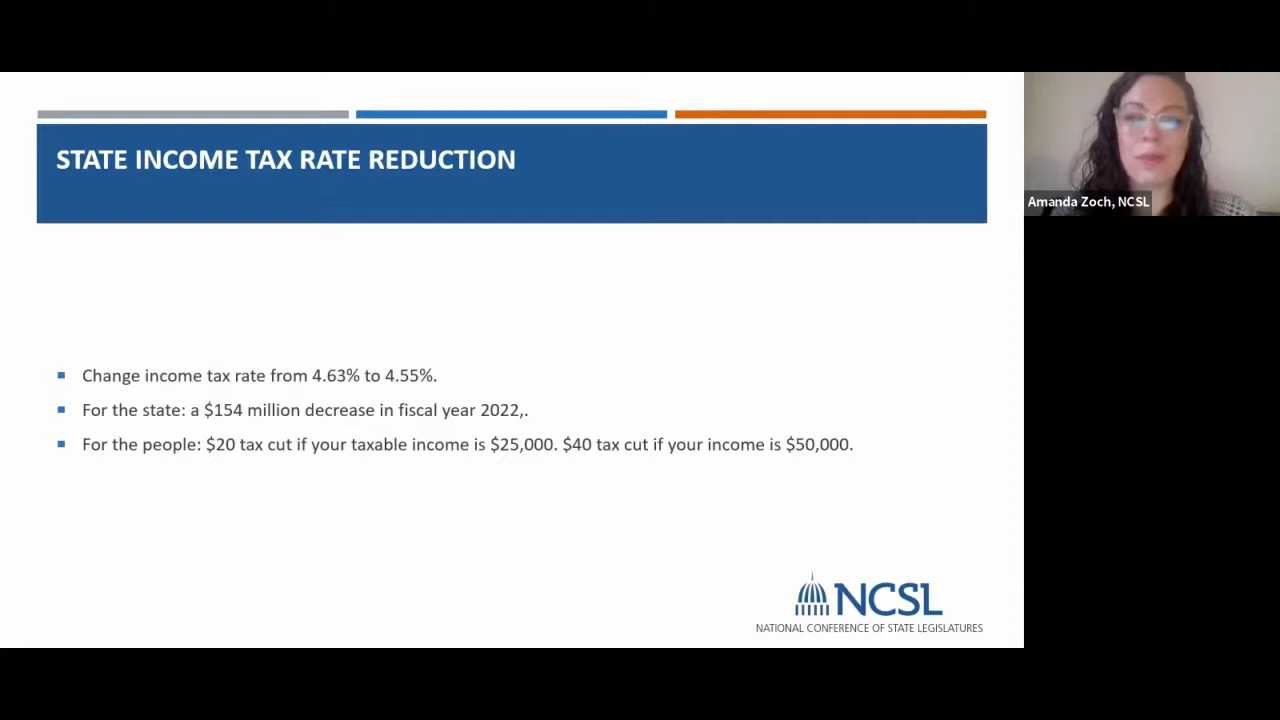 STATE INCOME TAX RATE REDUCTION
Amanda Zoch, NCSL
Change income tax rate from 4.63% to 4.55%.
For the state: a $154 million decrease in fiscal year 2022,.
For the people: $20 tax cut if your taxable income is $25,000. $40 tax cut if your income is $50,000.
NCSL
NATIONAL CONFERENCE OF STATE LEGISLATURES